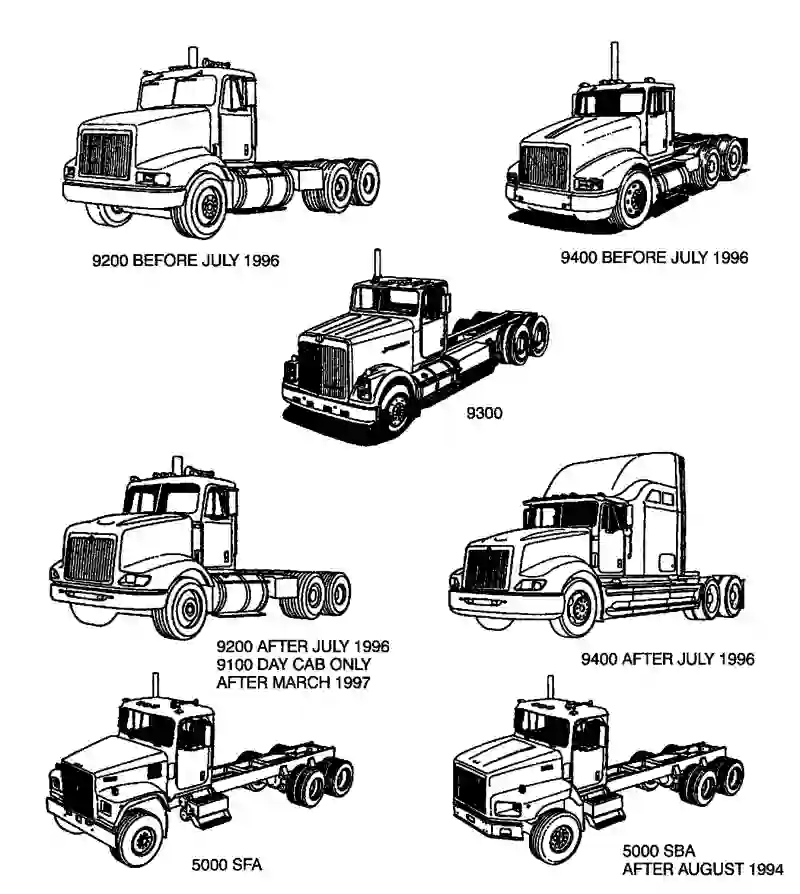 9200 BEFORE JULY 1996
9400 BEFORE JULY 1996
9300
9200 AFTER JULY 1996
9100 DAY CAB ONLY
AFTER MARCH 1997
9400 AFTER JULY 1996
5000 SFA
5000 SBA
AFTER AUGUST 1994